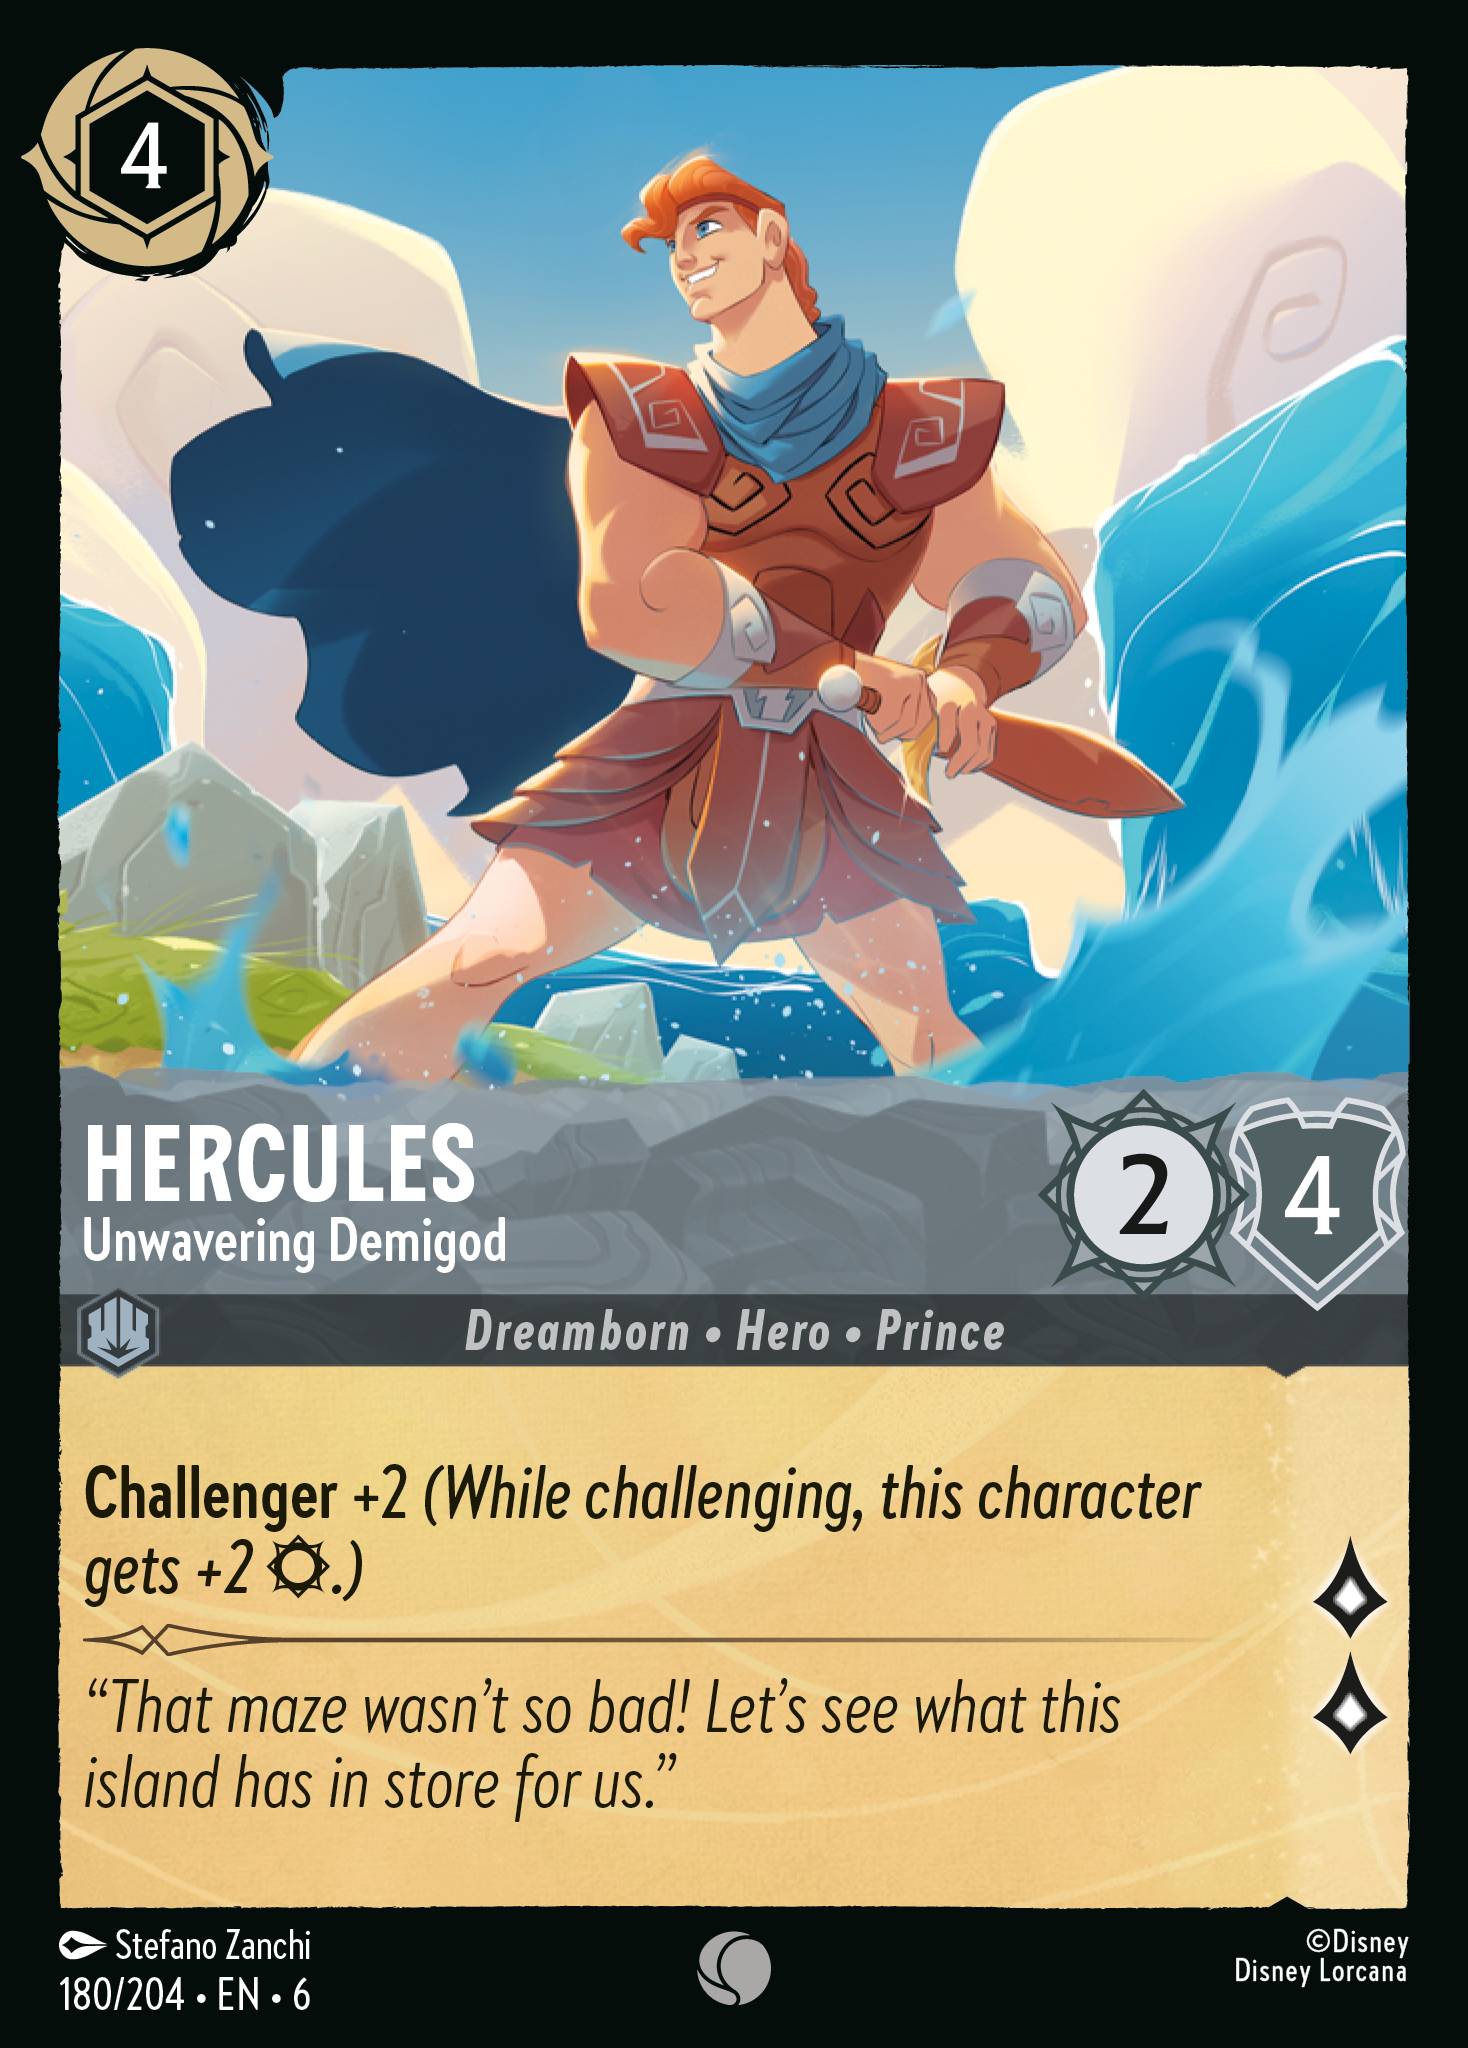 4
HERCULES
Unwavering Demigod
2
4
Dreamborn • Hero • Prince
Challenger +2 (While challenging, this character
gets +2 .)
“That maze wasn’t so bad! Let’s see what this
island has in store for us.”
Stefano Zanchi
180/204 • EN • 6
©Disney
Disney Lorcana